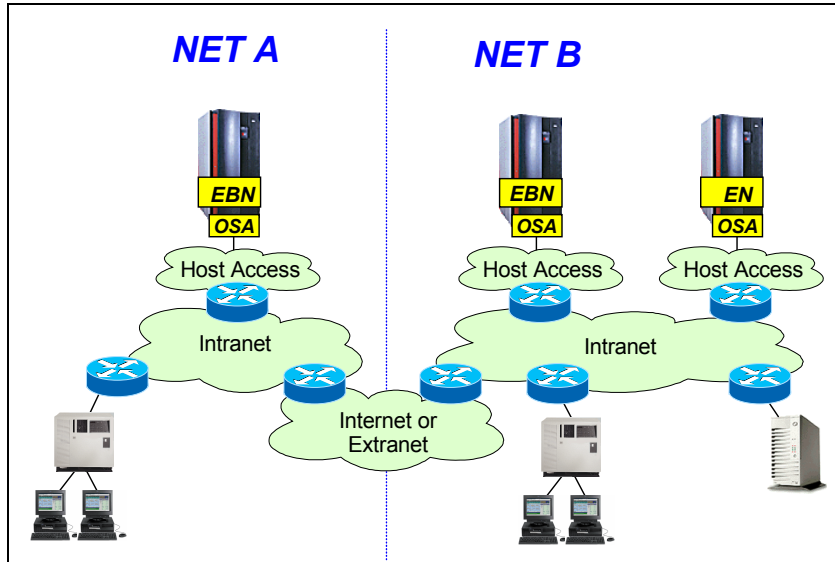 NET A
NET B
EBN
OSA
EBN
OSA
EN
OSA
Host Access
Host Access
Host Access
Intranet
Intranet
Internet or
Extranet